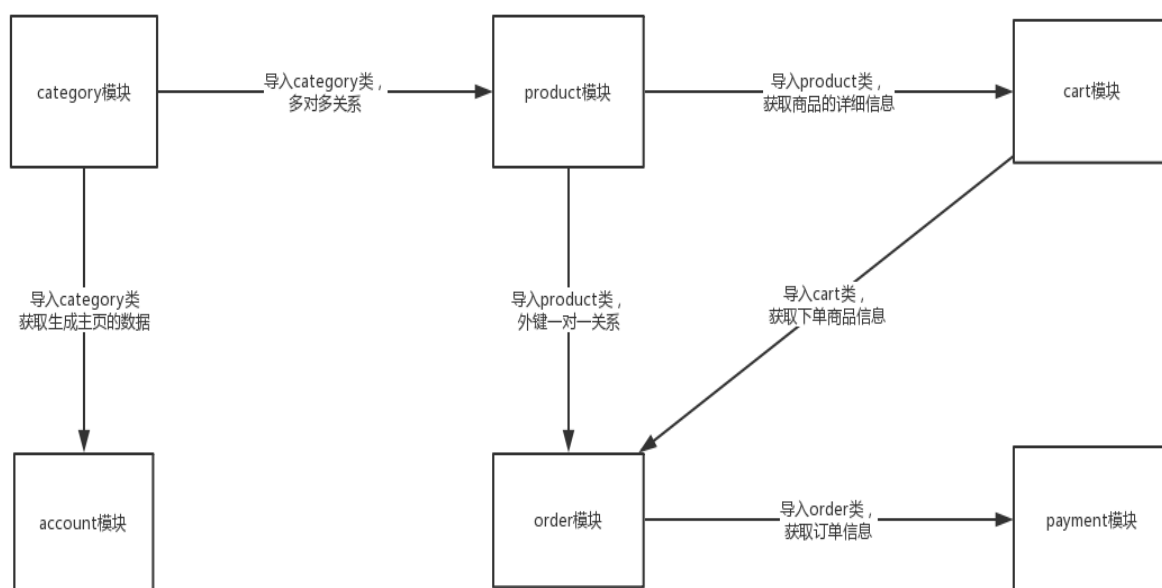 category模块
导入category类，
多对多关系
product模块
导入product类，
获取商品的详细信息
cart模块
导入category类
获取生成主页的数据
导入product类，
外键一对一关系
导入cart类，
获取下单商品信息
account模块
order模块
导入order类，
获取订单信息
payment模块